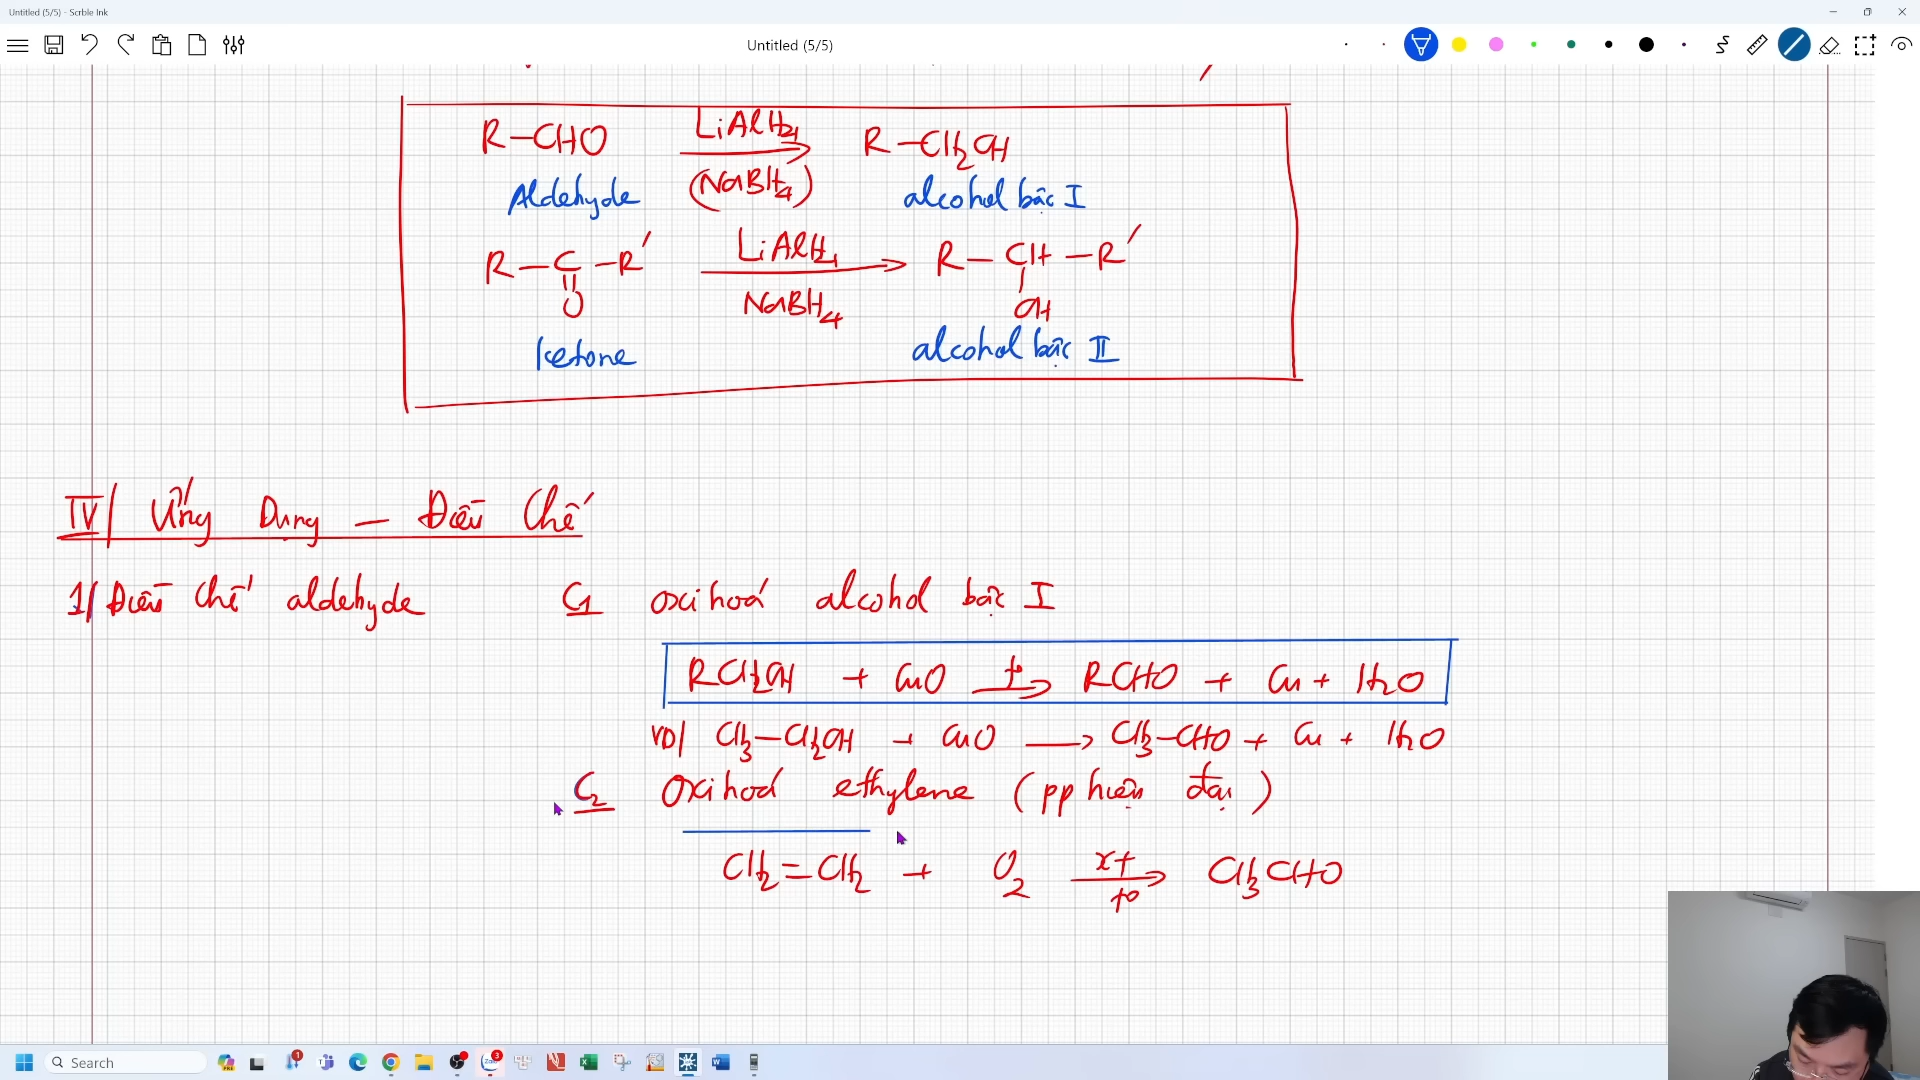 Untitled (5/5) - Scrble Ink
Untitled (5/5)
R-CHO LiAlH4 R-CH2OH
(NaBH4)
Aldehyde alcohol bậc I
R-C-R' LiAlH4 R-CH-R'
O NaBH4 OH
ketone alcohol bậc II
IV/ Ứng Dụng - Điều Chế
1/ Điều chế aldehyde C1 oxi hoá alcohol bậc I
RCH2OH + CuO t → RCHO + Cu + H2O
VD/ CH3-CH2OH + CuO → CH3-CHO + Cu + H2O
C2 Oxi hoá ethylene (pp hiện đại)
CH2=CH2 + O2 xt → CH3CHO
to
Search